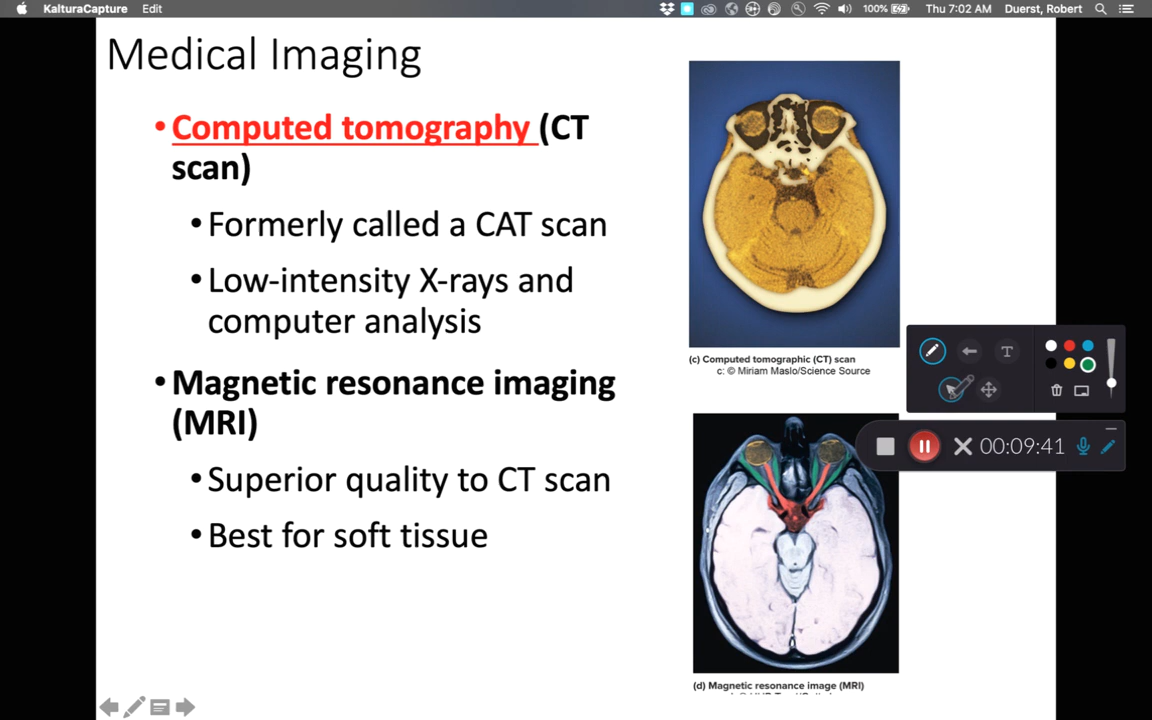 KalturaCapture Edit 100% Thu 7:02 AM Duerst, Robert
Medical Imaging
• Computed tomography (CT
scan)
• Formerly called a CAT scan
• Low-intensity X-rays and
computer analysis
• Magnetic resonance imaging
(MRI)
• Superior quality to CT scan
• Best for soft tissue
(c) Computed tomographic (CT) scan
c: © Miriam Maslo/Science Source
T
00:09:41
(d) Magnetic resonance image (MRI)